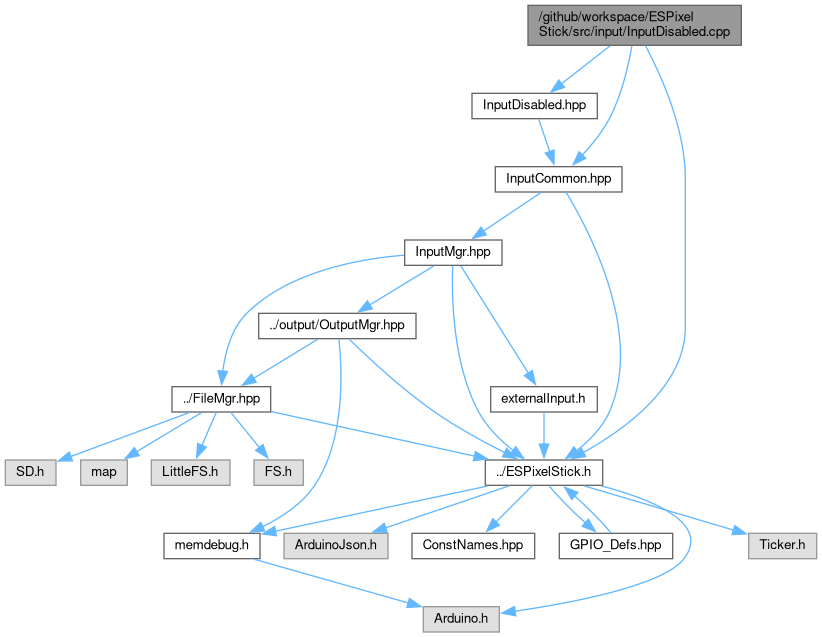 /github/workspace/ESPixel
Stick/src/input/InputDisabled.cpp
InputDisabled.hpp
InputCommon.hpp
InputMgr.hpp
../output/OutputMgr.hpp
../FileMgr.hpp
externalInput.h
SD.h
map
LittleFS.h
FS.h
../ESPixelStick.h
memdebug.h
ArduinoJson.h
ConstNames.hpp
GPIO_Defs.hpp
Ticker.h
Arduino.h